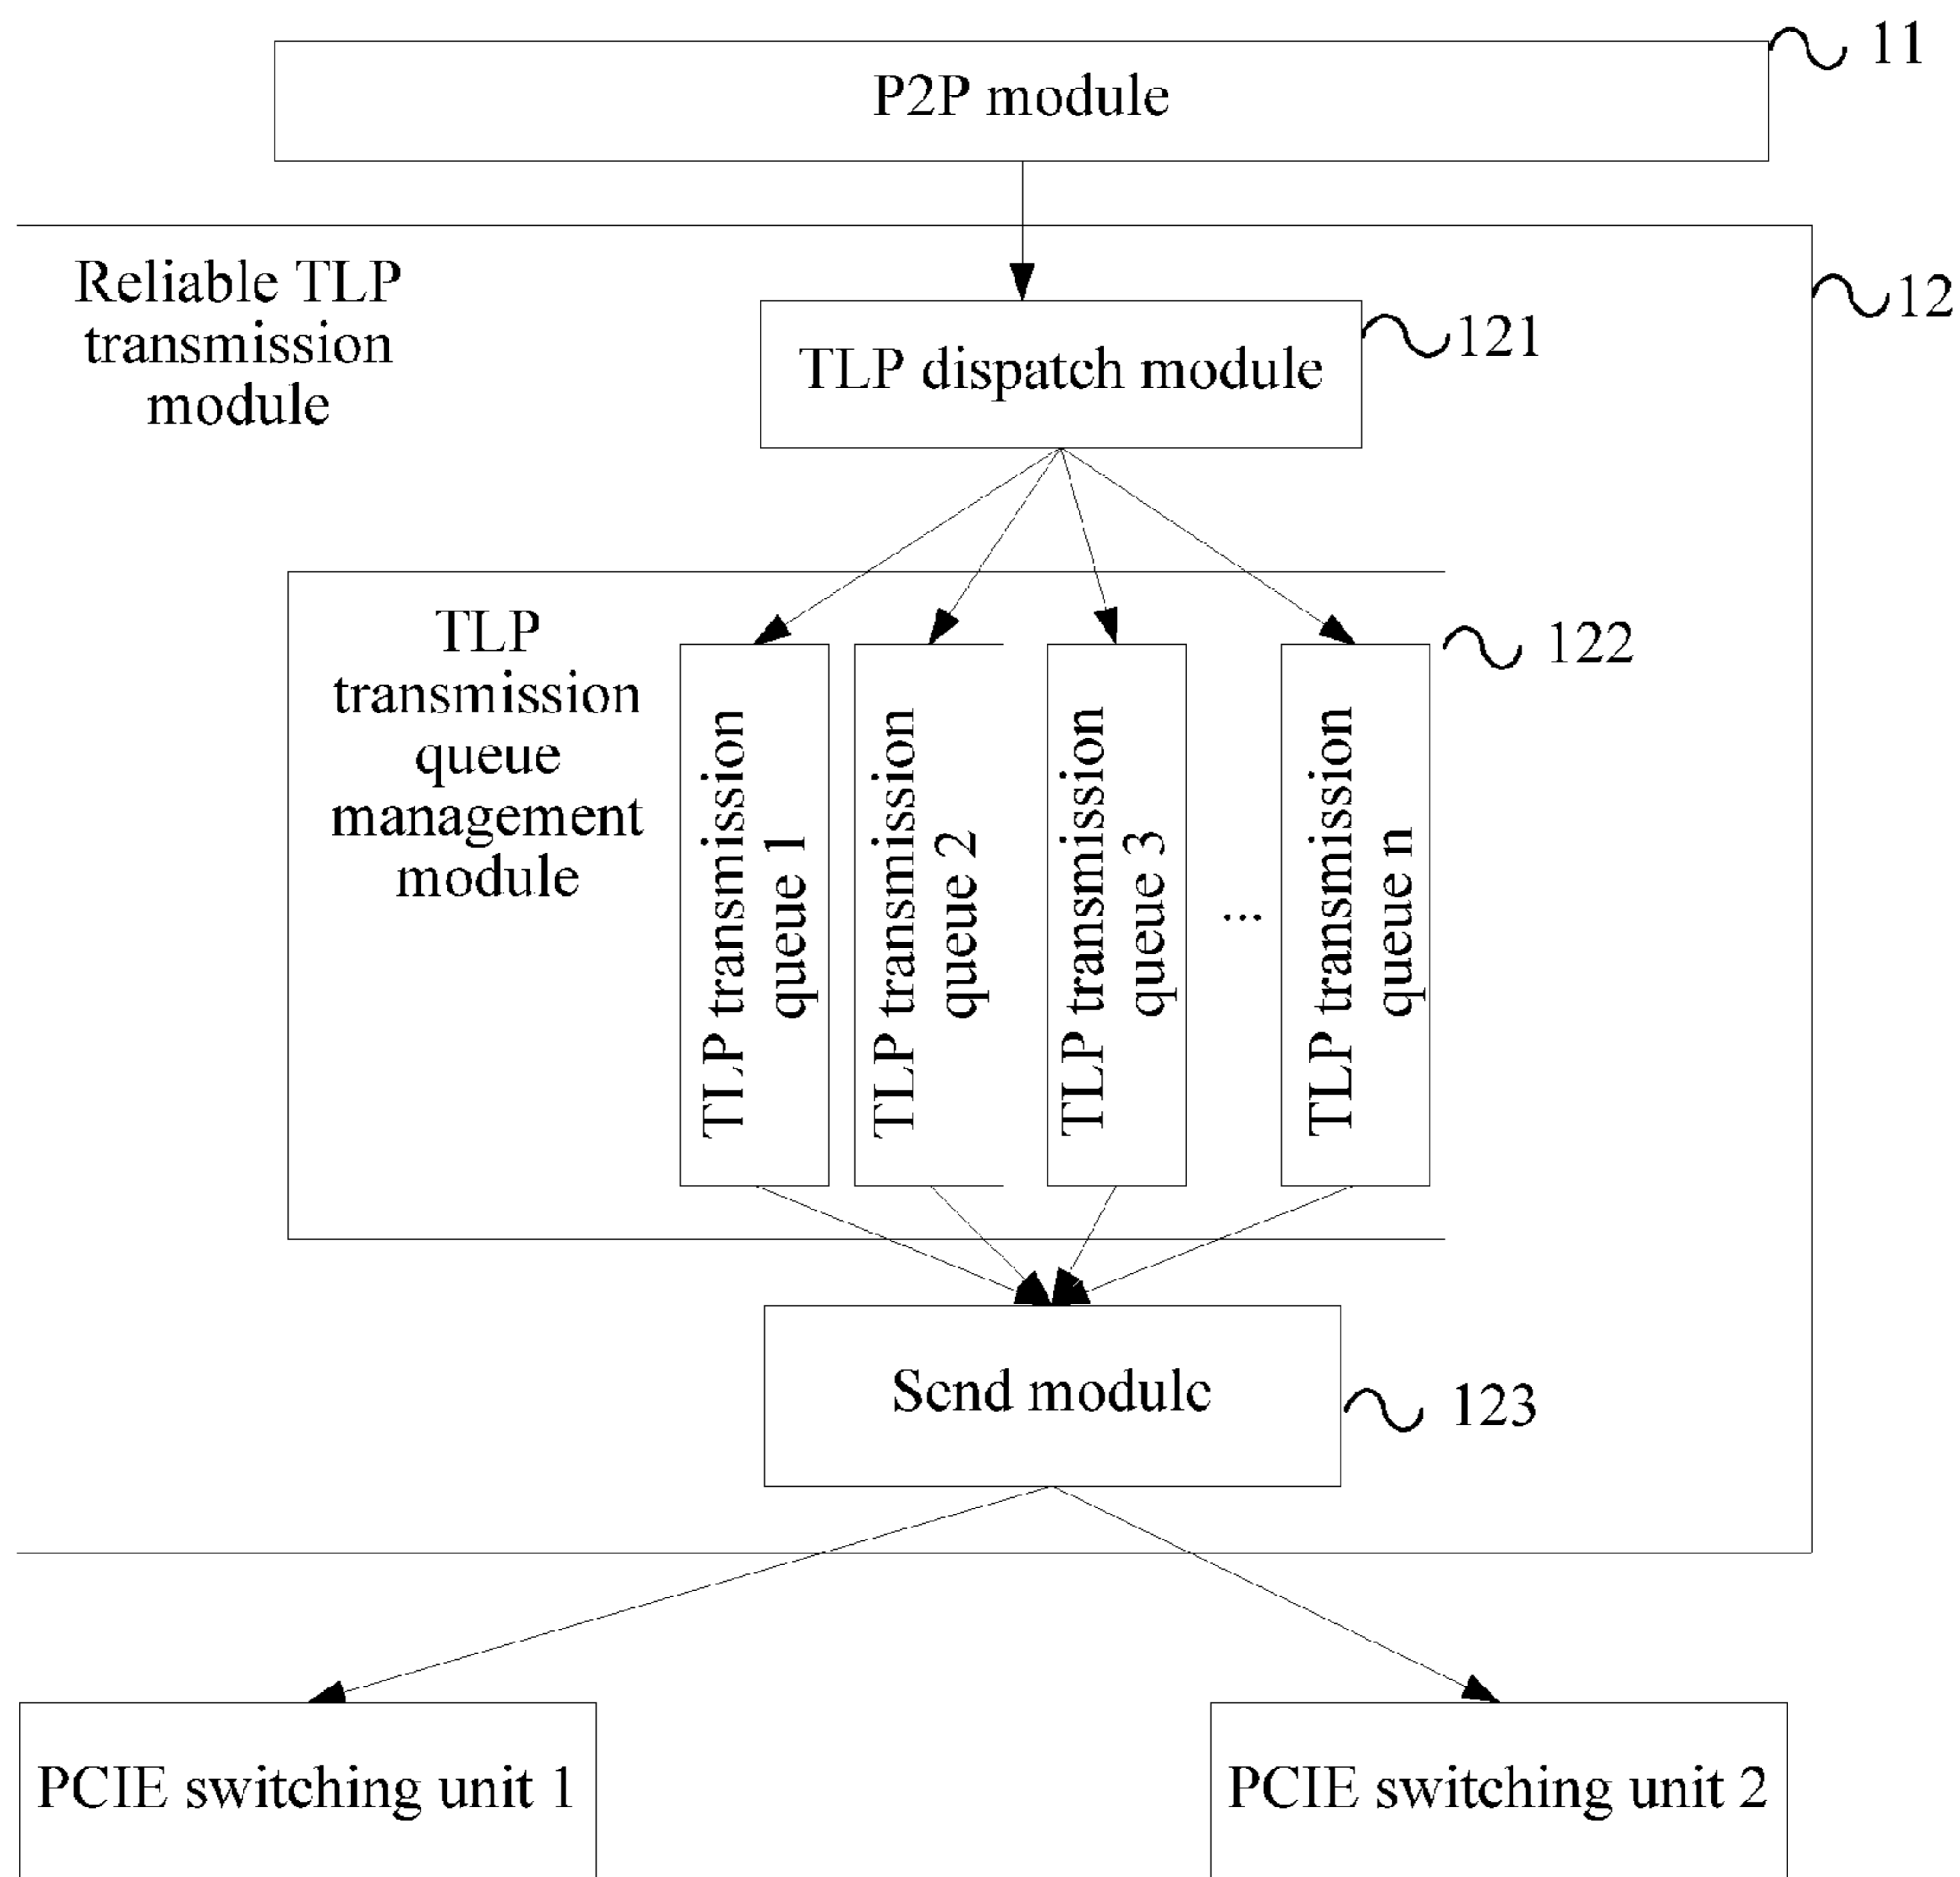 P2P module
11
Reliable TLP
transmission
module
12
TLP dispatch module
121
TLP
transmission
queue
management
module
122
TLP transmission
queue 1
TLP transmission
queue 2
TLP transmission
queue 3
...
TLP transmission
queue n
Send module
123
PCIE switching unit 1
PCIE switching unit 2